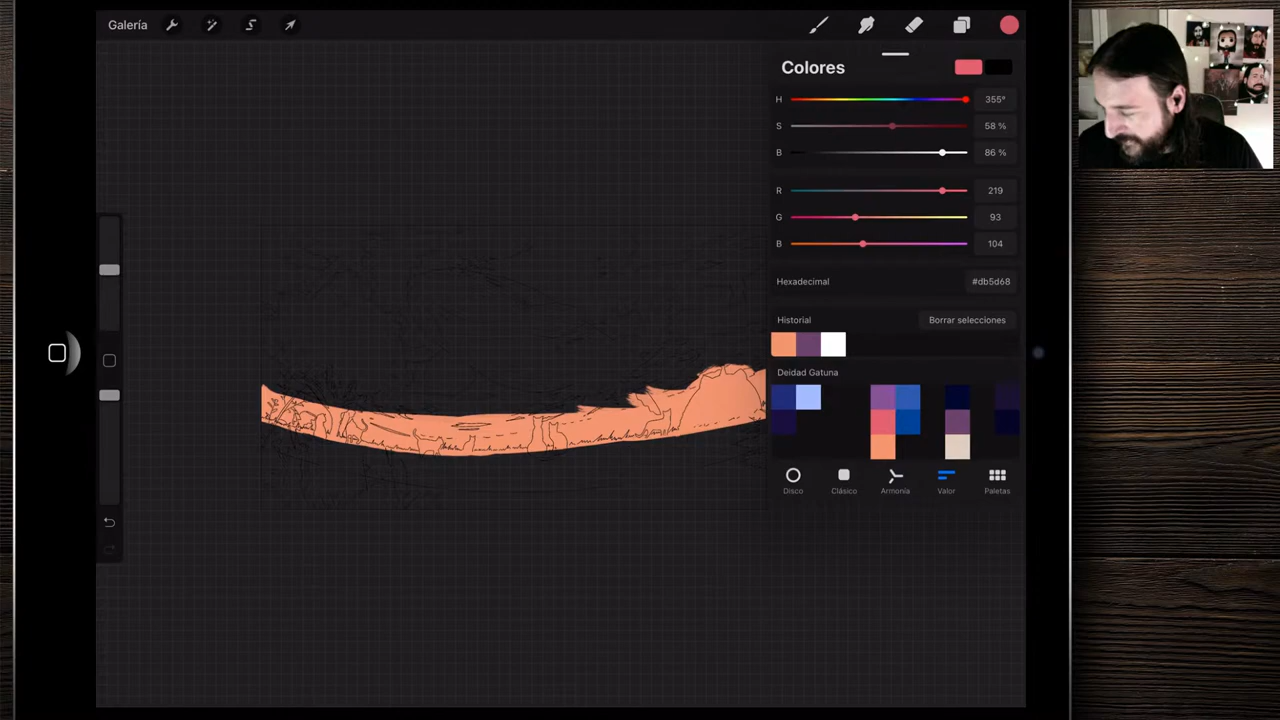 Galería
Colores
H 355°
S 58 %
B 86 %
R 219
G 93
B 104
Hexadecimal #db5d68
Historial Borrar selecciones
Deidad Gatuna
Disco Clásico Armonía Valor Paletas